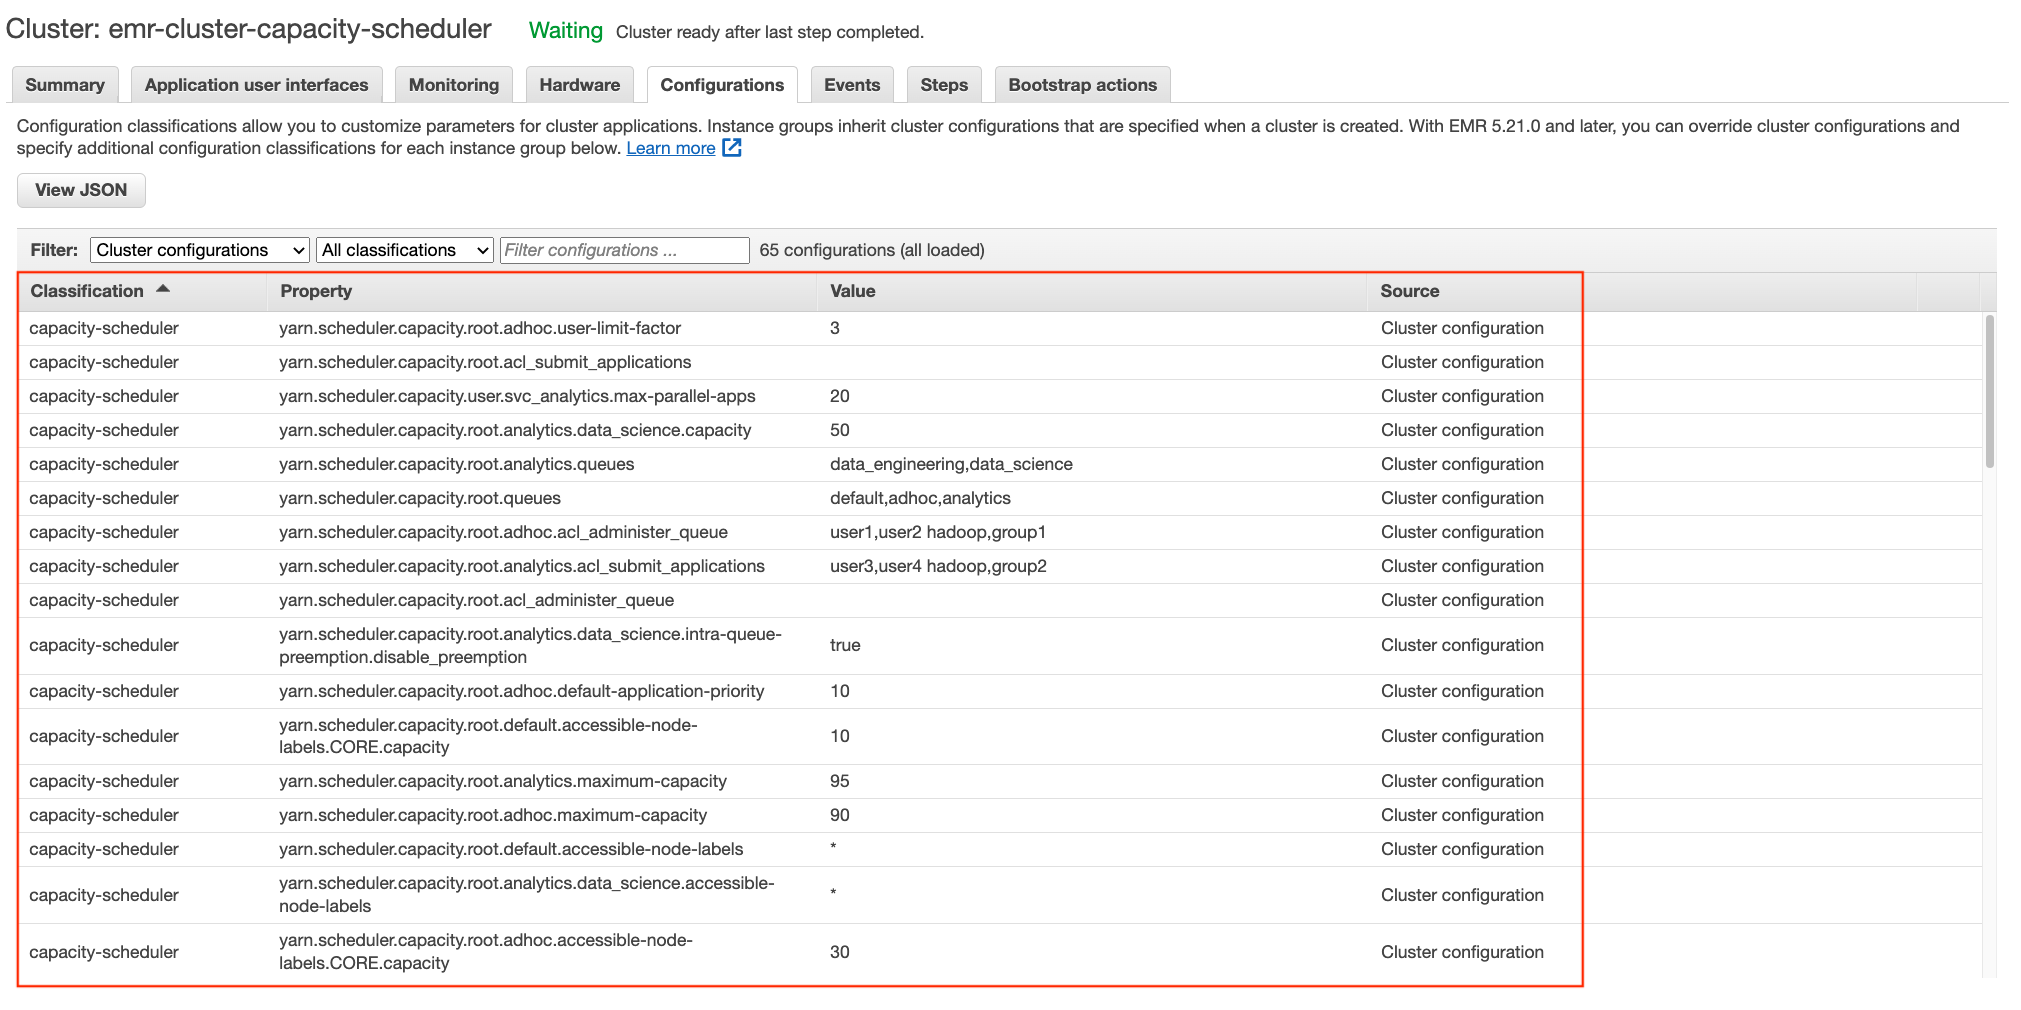 Cluster: emr-cluster-capacity-scheduler Waiting Cluster ready after last step completed.
Summary Application user interfaces Monitoring Hardware Configurations Events Steps Bootstrap actions
Configuration classifications allow you to customize parameters for cluster applications. Instance groups inherit cluster configurations that are specified when a cluster is created. With EMR 5.21.0 and later, you can override cluster configurations and
specify additional configuration classifications for each instance group below. Learn more
View JSON
Filter: Cluster configurations All classifications Filter configurations ... 65 configurations (all loaded)
Classification Property Value Source
capacity-scheduler yarn.scheduler.capacity.root.adhoc.user-limit-factor 3 Cluster configuration
capacity-scheduler yarn.scheduler.capacity.root.acl_submit_applications Cluster configuration
capacity-scheduler yarn.scheduler.capacity.user.svc_analytics.max-parallel-apps 20 Cluster configuration
capacity-scheduler yarn.scheduler.capacity.root.analytics.data_science.capacity 50 Cluster configuration
capacity-scheduler yarn.scheduler.capacity.root.analytics.queues data_engineering,data_science Cluster configuration
capacity-scheduler yarn.scheduler.capacity.root.queues default,adhoc,analytics Cluster configuration
capacity-scheduler yarn.scheduler.capacity.root.adhoc.acl_administer_queue user1,user2 hadoop,group1 Cluster configuration
capacity-scheduler yarn.scheduler.capacity.root.analytics.acl_submit_applications user3,user4 hadoop,group2 Cluster configuration
capacity-scheduler yarn.scheduler.capacity.root.acl_administer_queue Cluster configuration
yarn.scheduler.capacity.root.analytics.data_science.intra-queue-
capacity-scheduler true Cluster configuration
preemption.disable_preemption
capacity-scheduler yarn.scheduler.capacity.root.adhoc.default-application-priority 10 Cluster configuration
yarn.scheduler.capacity.root.default.accessible-node-
capacity-scheduler 10 Cluster configuration
labels.CORE.capacity
capacity-scheduler yarn.scheduler.capacity.root.analytics.maximum-capacity 95 Cluster configuration
capacity-scheduler yarn.scheduler.capacity.root.adhoc.maximum-capacity 90 Cluster configuration
capacity-scheduler yarn.scheduler.capacity.root.default.accessible-node-labels * Cluster configuration
yarn.scheduler.capacity.root.analytics.data_science.accessible-
capacity-scheduler * Cluster configuration
node-labels
yarn.scheduler.capacity.root.adhoc.accessible-node-
capacity-scheduler 30 Cluster configuration
labels.CORE.capacity